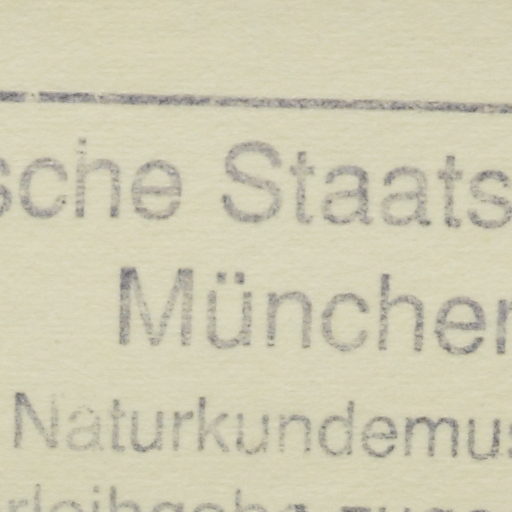 sche Staats
München
Naturkundemus